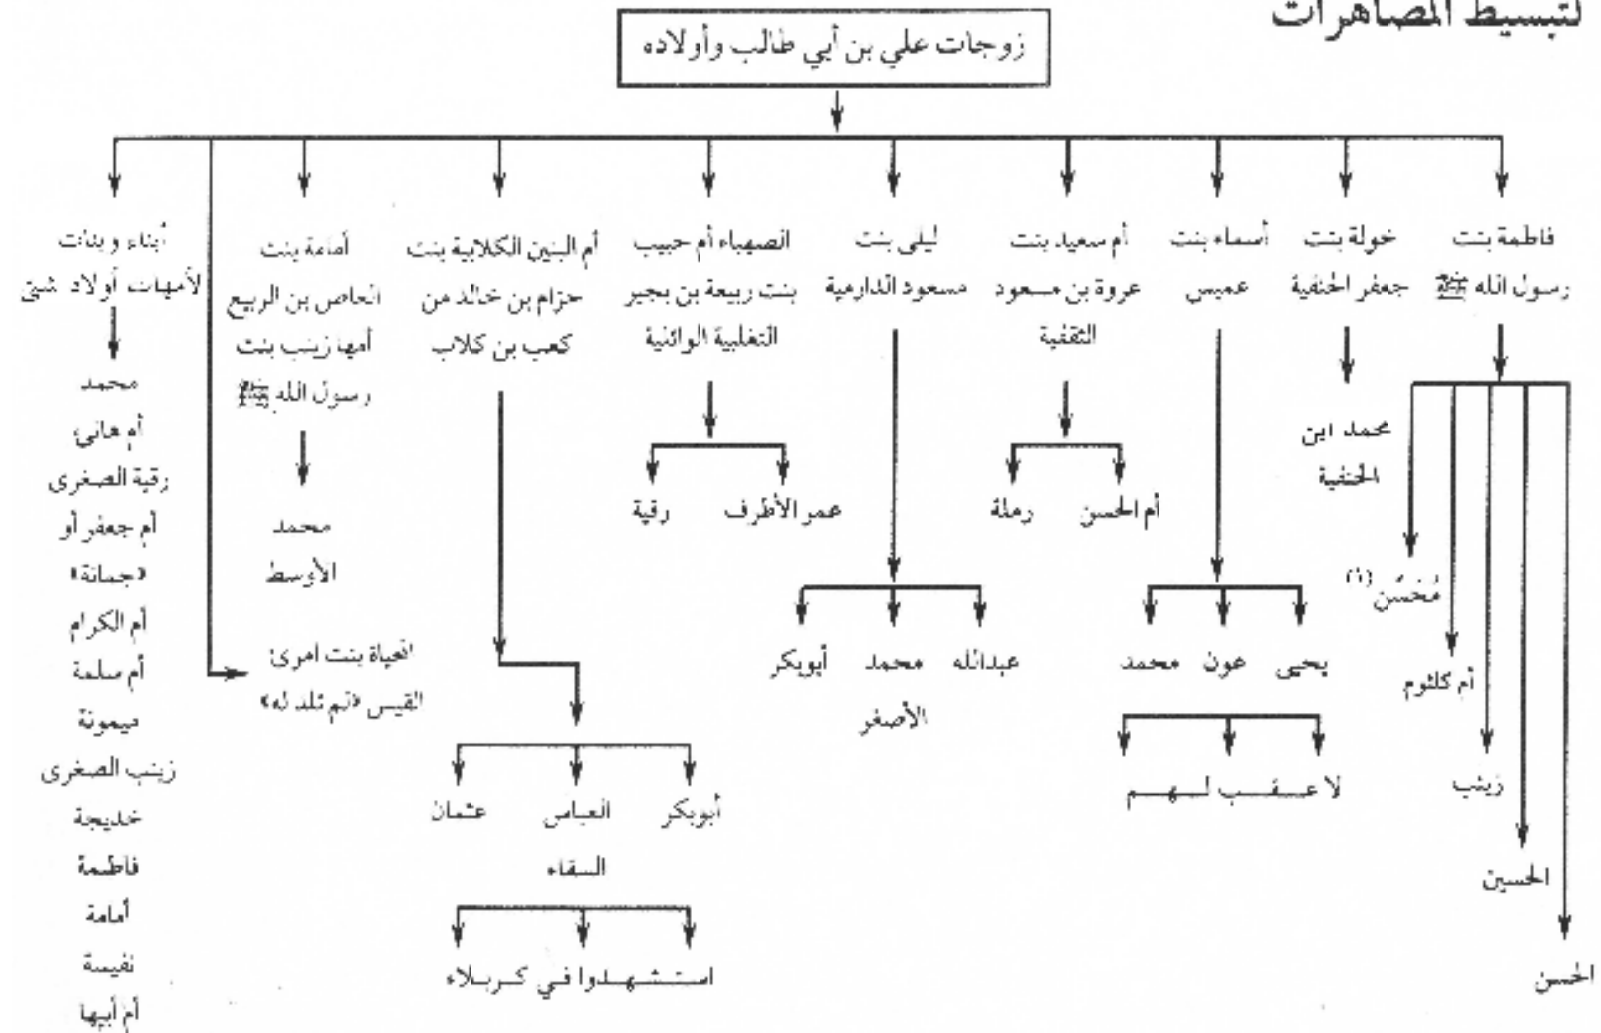 لتبسيط المصاهرات
زوجات علي بن أبي طالب وأولاده
فاطمة بنت
رسول الله ﷺ
محسن (١)
أم كلثوم
زينب
الحسين
الحسن
خولة بنت
جعفر الحنفية
محمد ابن
الحنفية
أسماء بنت
عميس
يحيى
عون
محمد
لا عقب لهم
أم سعيد بنت
عروة بن مسعود
الثقفية
أم الحسن
رملة
ليلى بنت
مسعود الدارمية
عبدالله
محمد
الأصغر
أبوبكر
الصهباء أم حبيب
بنت ربيعة بن بجير
التغلبية الوائلية
عمر الأطرف
رقية
أم البنين الكلابية بنت
حزام بن خالد من
كعب بن كلاب
أبوبكر
العباس
السقاء
عثمان
استشهدوا في كربلاء
أمامة بنت
العاص بن الربيع
أمها زينب بنت
رسول الله ﷺ
محمد
الأوسط
المحياة بنت امرئ
القيس «لم تلد له»
أبناء وبنات
لأمهات أولاد شتى
محمد
أم هانئ
رقية الصغرى
أم جعفر أو
«جمانة»
أم الكرام
أم سلمة
ميمونة
زينب الصغرى
خديجة
فاطمة
أمامة
نفيسة
أم أبيها